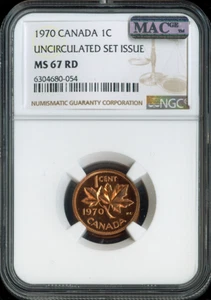 1970 CANADA 1C
UNCIRCULATED SET ISSUE
MS 67 RD
6304680-054
NUMISMATIC GUARANTY CORPORATION
NGC
MAC
1 CENT
1970
CANADA